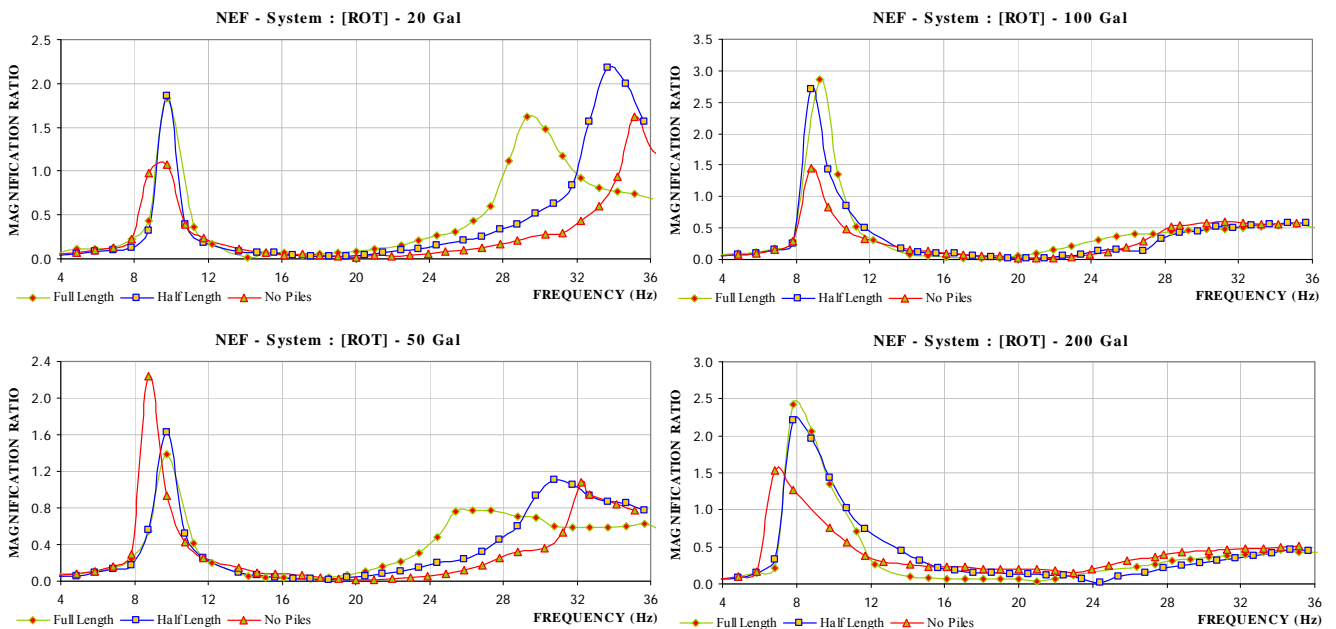 NEF - System : [ROT] - 20 Gal
MAGNIFICATION RATIO
2.5
2.0
1.5
1.0
0.5
0.0
4 8 12 16 20 24 28 32 36
FREQUENCY (Hz)
Full Length Half Length No Piles
NEF - System : [ROT] - 100 Gal
MAGNIFICATION RATIO
3.5
3.0
2.5
2.0
1.5
1.0
0.5
0.0
4 8 12 16 20 24 28 32 36
FREQUENCY (Hz)
Full Length Half Length No Piles
NEF - System : [ROT] - 50 Gal
MAGNIFICATION RATIO
2.4
2.0
1.6
1.2
0.8
0.4
0.0
4 8 12 16 20 24 28 32 36
FREQUENCY (Hz)
Full Length Half Length No Piles
NEF - System : [ROT] - 200 Gal
MAGNIFICATION RATIO
3.0
2.5
2.0
1.5
1.0
0.5
0.0
4 8 12 16 20 24 28 32 36
FREQUENCY (Hz)
Full Length Half Length No Piles